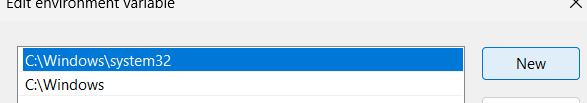 Edit environment variable
C:\Windows\system32
New
C:\Windows